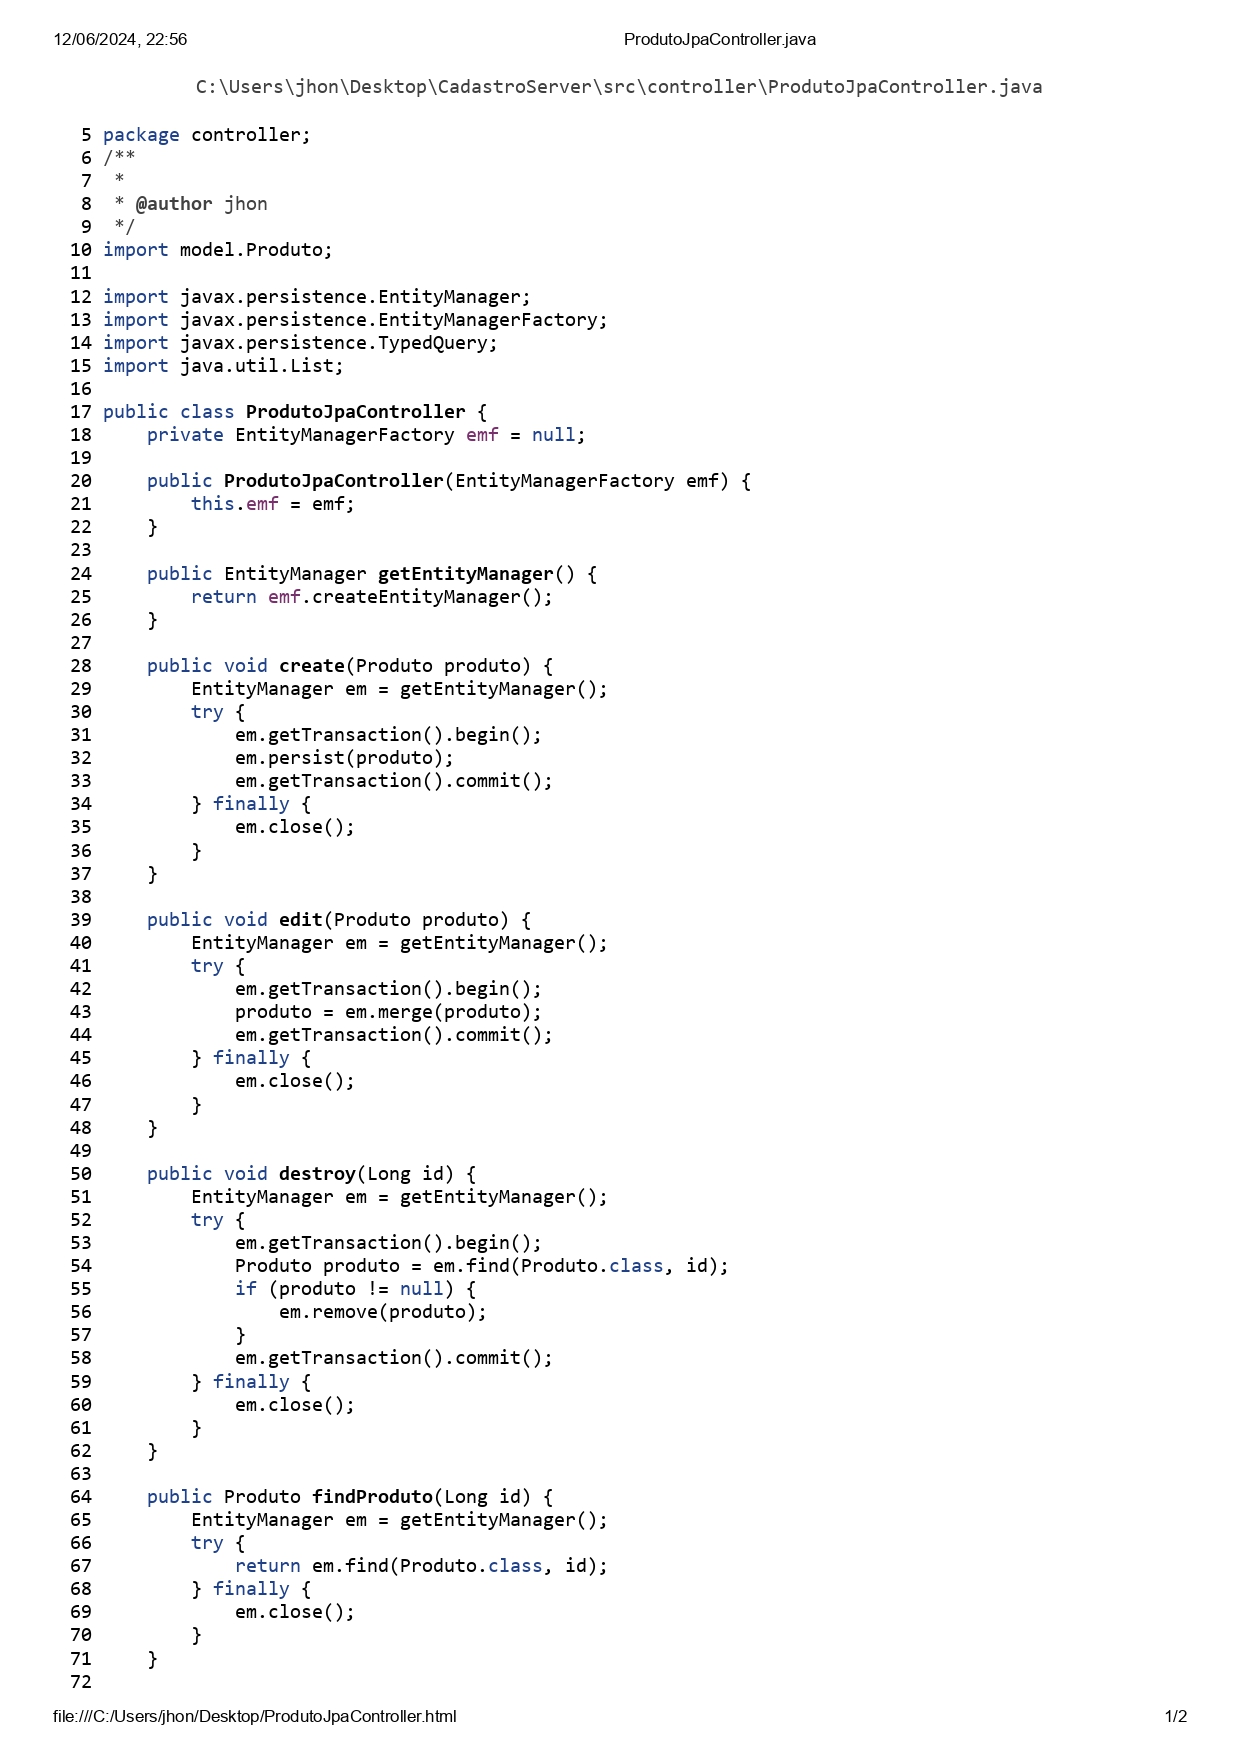 12/06/2024, 22:56 ProdutoJpaController.java
C:\Users\jhon\Desktop\CadastroServer\src\controller\ProdutoJpaController.java
5 package controller;
6 /**
7  *
8  * @author jhon
9  */
10 import model.Produto;
11
12 import javax.persistence.EntityManager;
13 import javax.persistence.EntityManagerFactory;
14 import javax.persistence.TypedQuery;
15 import java.util.List;
16
17 public class ProdutoJpaController {
18     private EntityManagerFactory emf = null;
19
20     public ProdutoJpaController(EntityManagerFactory emf) {
21         this.emf = emf;
22     }
23
24     public EntityManager getEntityManager() {
25         return emf.createEntityManager();
26     }
27
28     public void create(Produto produto) {
29         EntityManager em = getEntityManager();
30         try {
31             em.getTransaction().begin();
32             em.persist(produto);
33             em.getTransaction().commit();
34         } finally {
35             em.close();
36         }
37     }
38
39     public void edit(Produto produto) {
40         EntityManager em = getEntityManager();
41         try {
42             em.getTransaction().begin();
43             produto = em.merge(produto);
44             em.getTransaction().commit();
45         } finally {
46             em.close();
47         }
48     }
49
50     public void destroy(Long id) {
51         EntityManager em = getEntityManager();
52         try {
53             em.getTransaction().begin();
54             Produto produto = em.find(Produto.class, id);
55             if (produto != null) {
56                 em.remove(produto);
57             }
58             em.getTransaction().commit();
59         } finally {
60             em.close();
61         }
62     }
63
64     public Produto findProduto(Long id) {
65         EntityManager em = getEntityManager();
66         try {
67             return em.find(Produto.class, id);
68         } finally {
69             em.close();
70         }
71     }
72
file:///C:/Users/jhon/Desktop/ProdutoJpaController.html 1/2